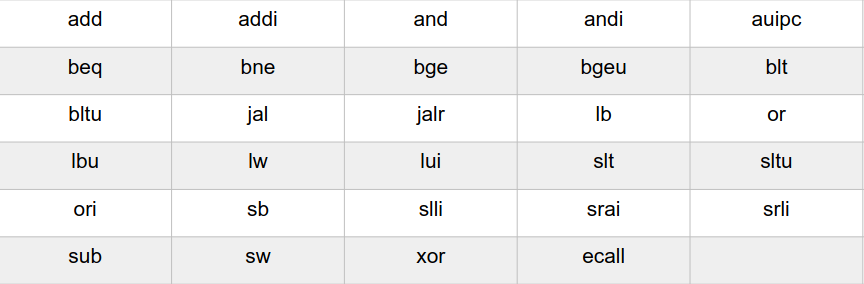 add addi and andi auipc
beq bne bge bgeu blt
bltu jal jalr lb or
lbu lw lui slt sltu
ori sb slli srai srli
sub sw xor ecall